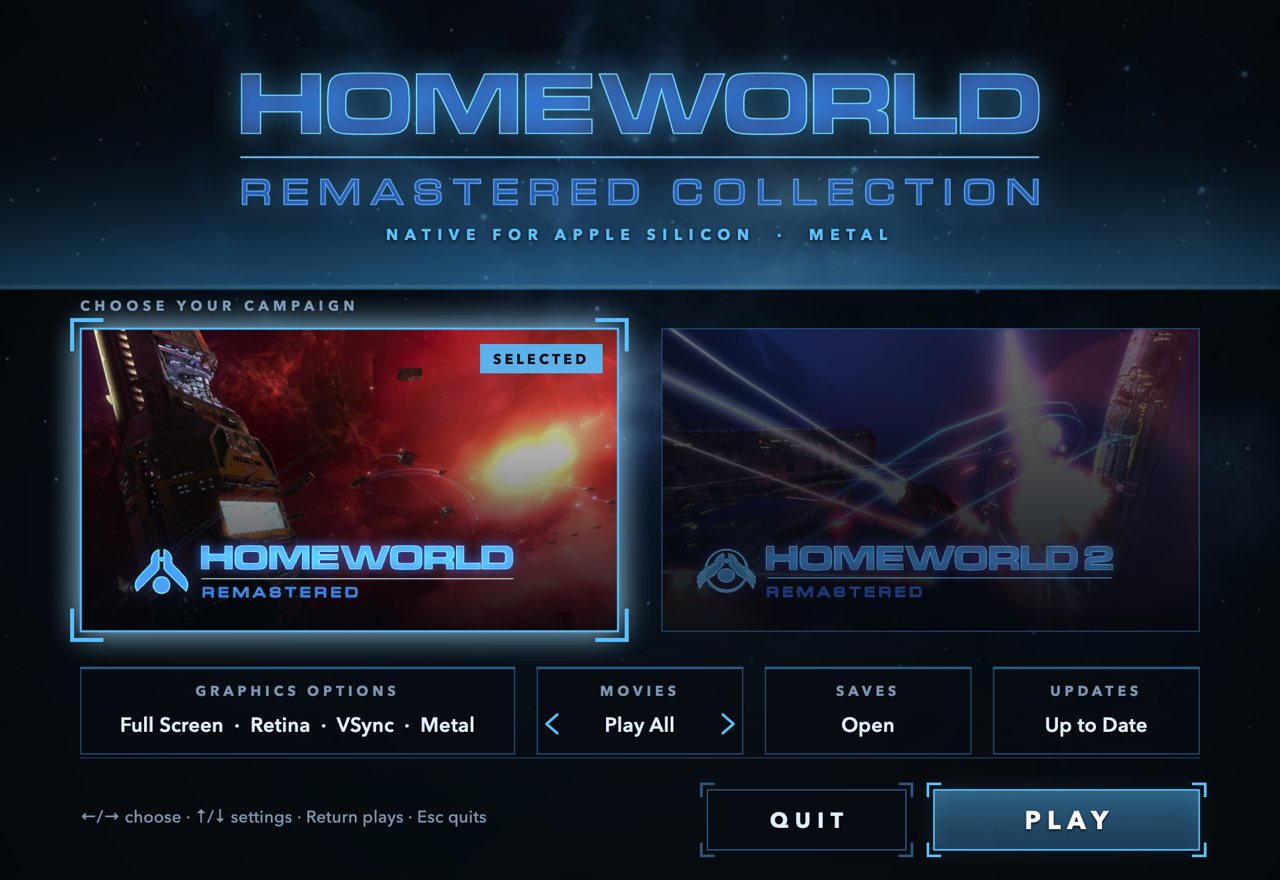 HOMEWORLD
REMASTERED COLLECTION
NATIVE FOR APPLE SILICON · METAL
CHOOSE YOUR CAMPAIGN
SELECTED
HOMEWORLD
REMASTERED
HOMEWORLD 2
REMASTERED
GRAPHICS OPTIONS
Full Screen · Retina · VSync · Metal
MOVIES
Play All
SAVES
Open
UPDATES
Up to Date
←/→ choose · ↑/↓ settings · Return plays · Esc quits
QUIT
PLAY